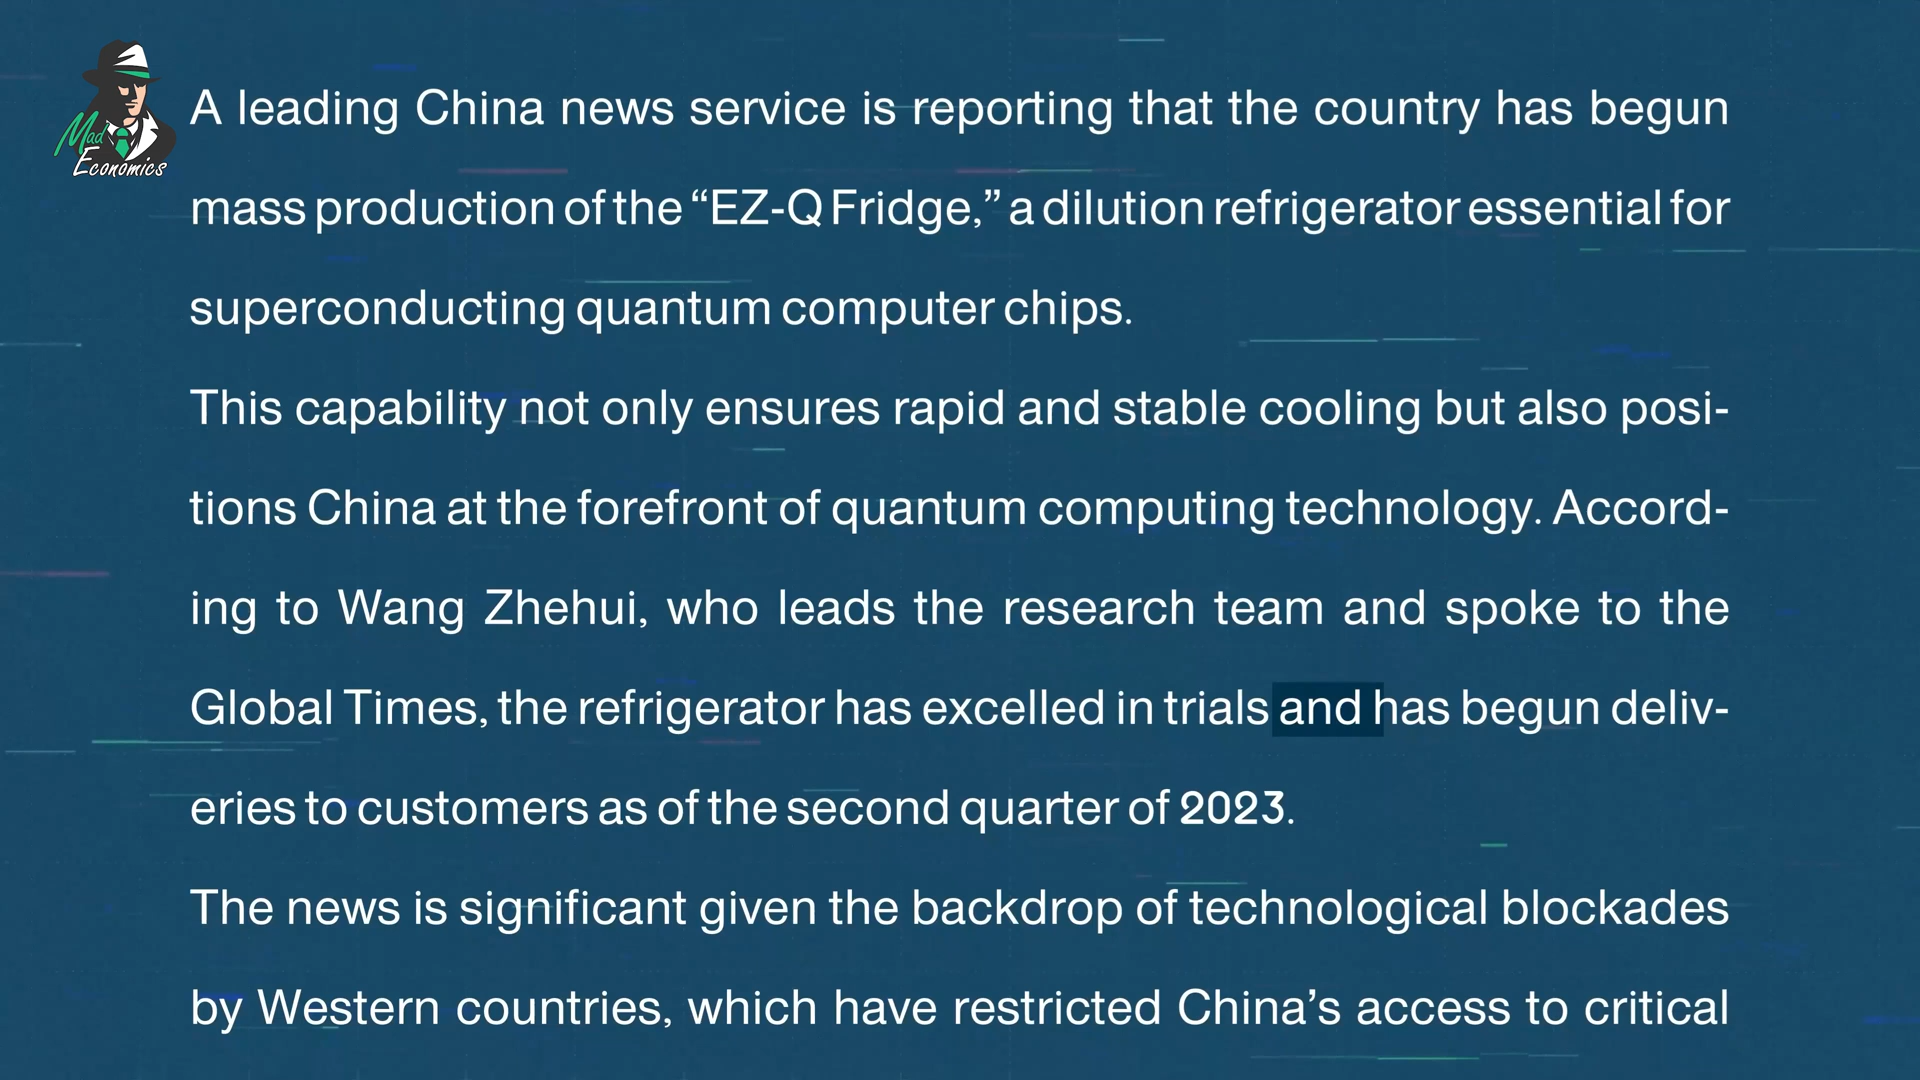 Mad
Economics
A leading China news service is reporting that the country has begun
mass production of the “EZ-Q Fridge,” a dilution refrigerator essential for
superconducting quantum computer chips.
This capability not only ensures rapid and stable cooling but also posi-
tions China at the forefront of quantum computing technology. Accord-
ing to Wang Zhehui, who leads the research team and spoke to the
Global Times, the refrigerator has excelled in trials and has begun deliv-
eries to customers as of the second quarter of 2023.
The news is significant given the backdrop of technological blockades
by Western countries, which have restricted China’s access to critical